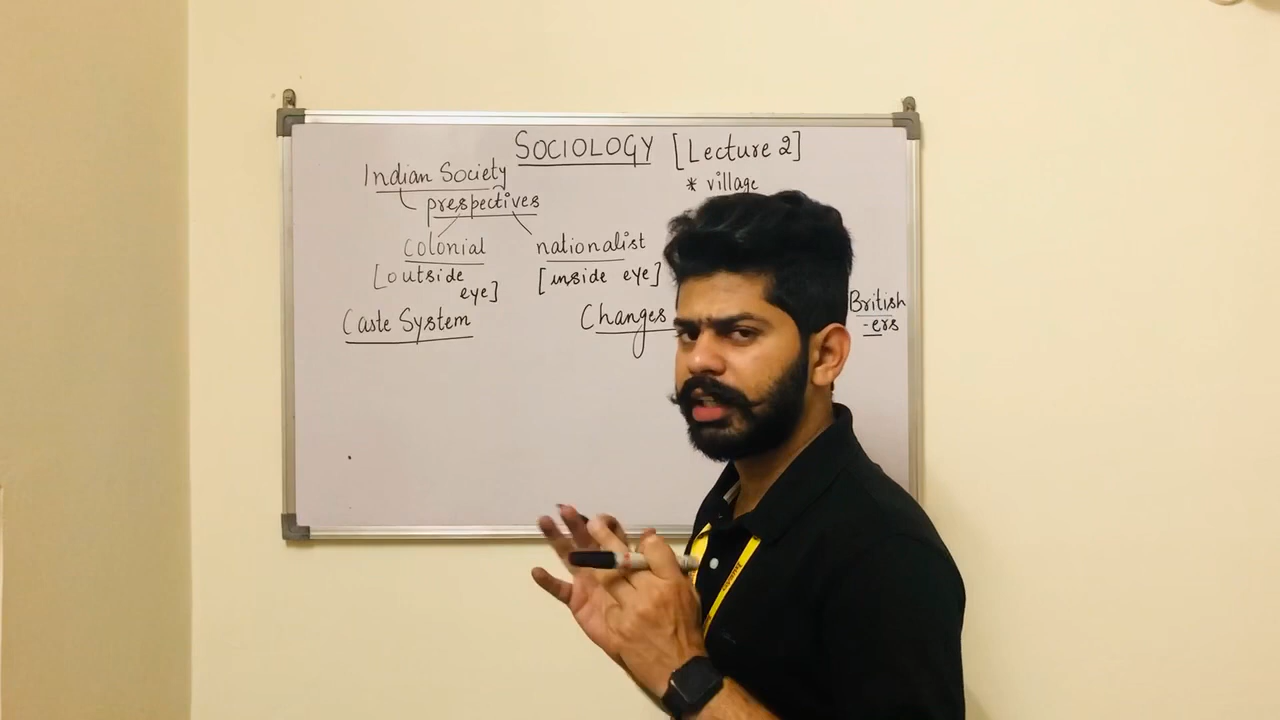 SOCIOLOGY [Lecture 2]
Indian Society
* village
prespectives
colonial nationalist
[outside eye] [inside eye]
Caste System Changes
British
-ers